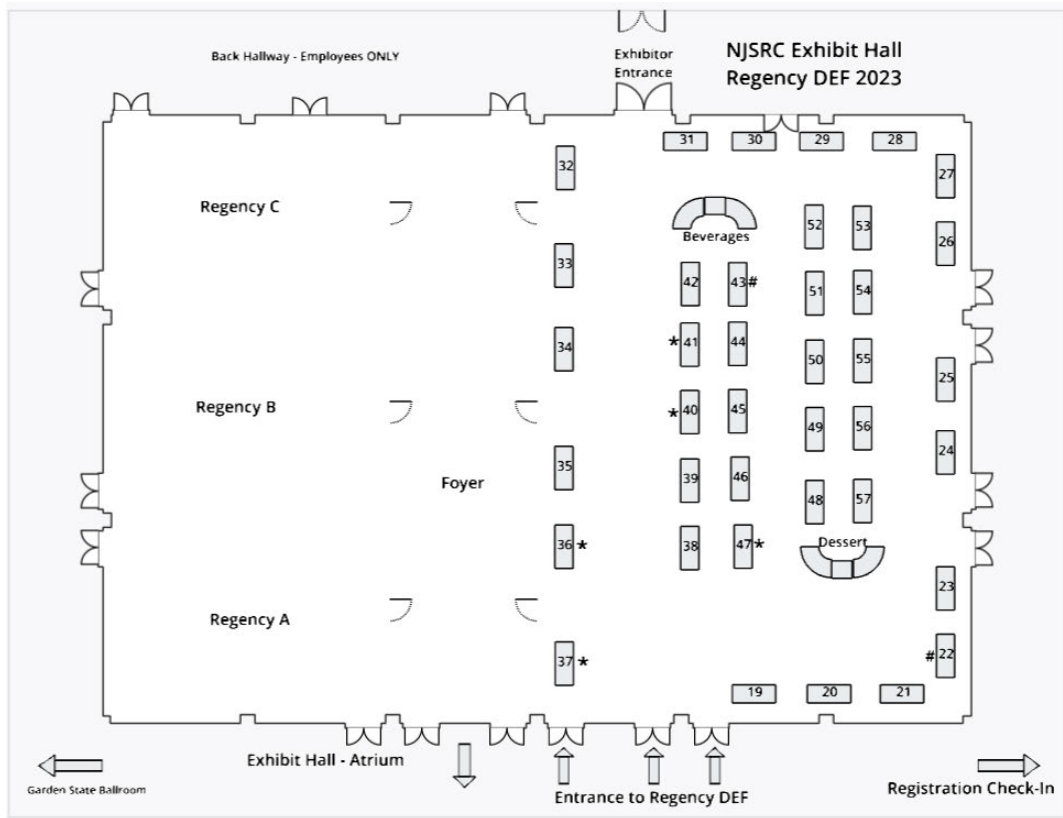 Back Hallway - Employees ONLY
Exhibitor
Entrance
NJSRC Exhibit Hall
Regency DEF 2023
31
30
29
28
32
27
Regency C
52
53
Beverages
26
33
42
43#
51
54
34
*41
44
50
55
25
Regency B
*40
45
49
56
24
35
Foyer
39
46
48
57
36*
38
47*
Dessert
23
Regency A
37*
#22
19
20
21
Exhibit Hall - Atrium
Garden State Ballroom
Entrance to Regency DEF
Registration Check-In